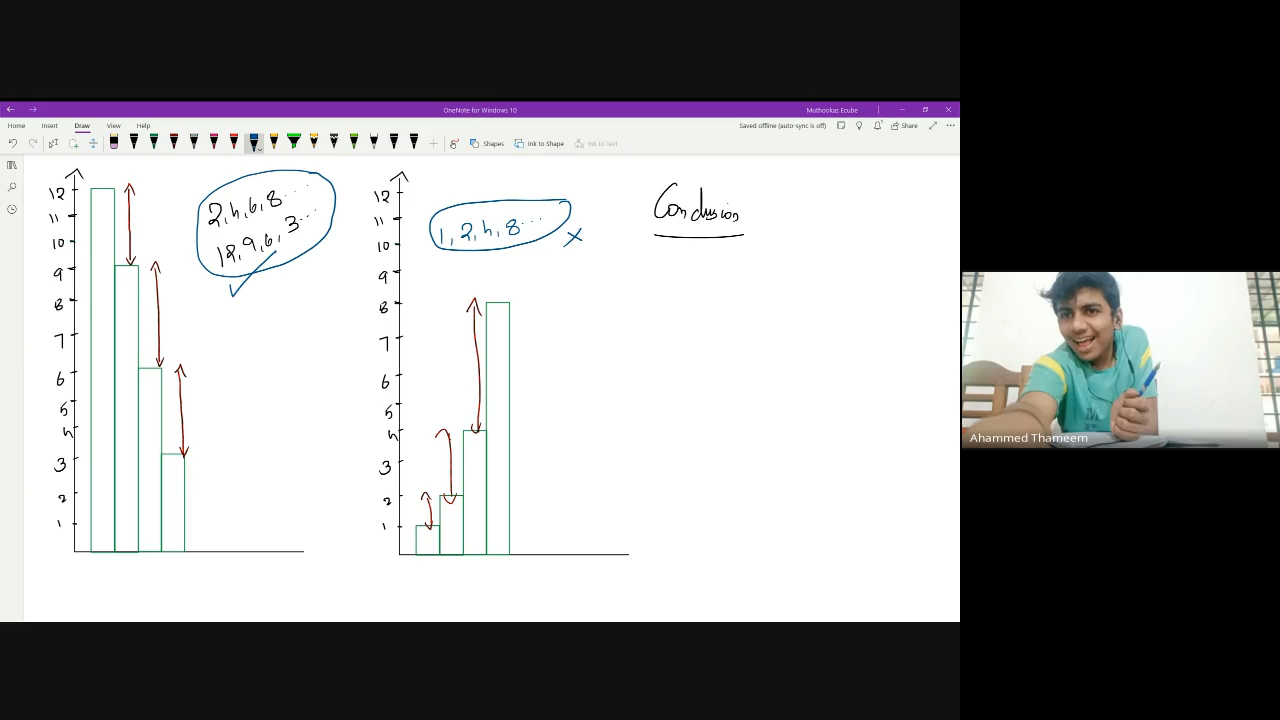 OneNote for Windows 10
Muthookas Ecube
Home Insert Draw View Help
Saved offline (auto-sync is off)
Share
Shapes
Ink to Shape
Ink to Text
12
11
10
9
8
7
6
5
4
3
2
1
2, 4, 6, 8 ....
12, 9, 6, 3 ...
12
11
10
9
8
7
6
5
4
3
2
1
1, 2, 4, 8 ...
Conclusion
Ahammed Thameem